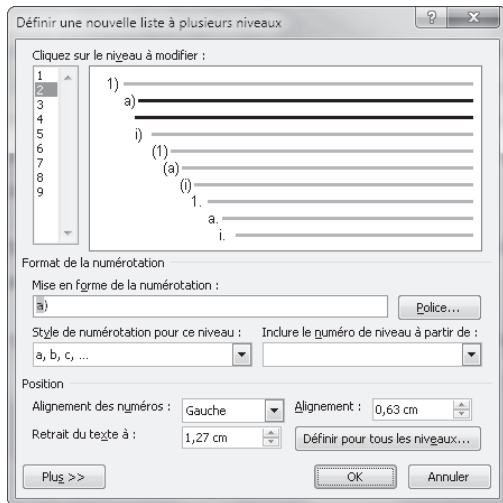 Définir une nouvelle liste à plusieurs niveaux
Cliquez sur le niveau à modifier :
1
2
3
4
5
6
7
8
9
1)
a)
i)
(1)
(a)
(i)
1.
a.
i.
Format de la numérotation
Mise en forme de la numérotation :
a)
Police...
Style de numérotation pour ce niveau : Inclure le numéro de niveau à partir de :
a, b, c, ...
Position
Alignement des numéros : Gauche Alignement : 0,63 cm
Retrait du texte à : 1,27 cm Définir pour tous les niveaux...
Plus >> OK Annuler